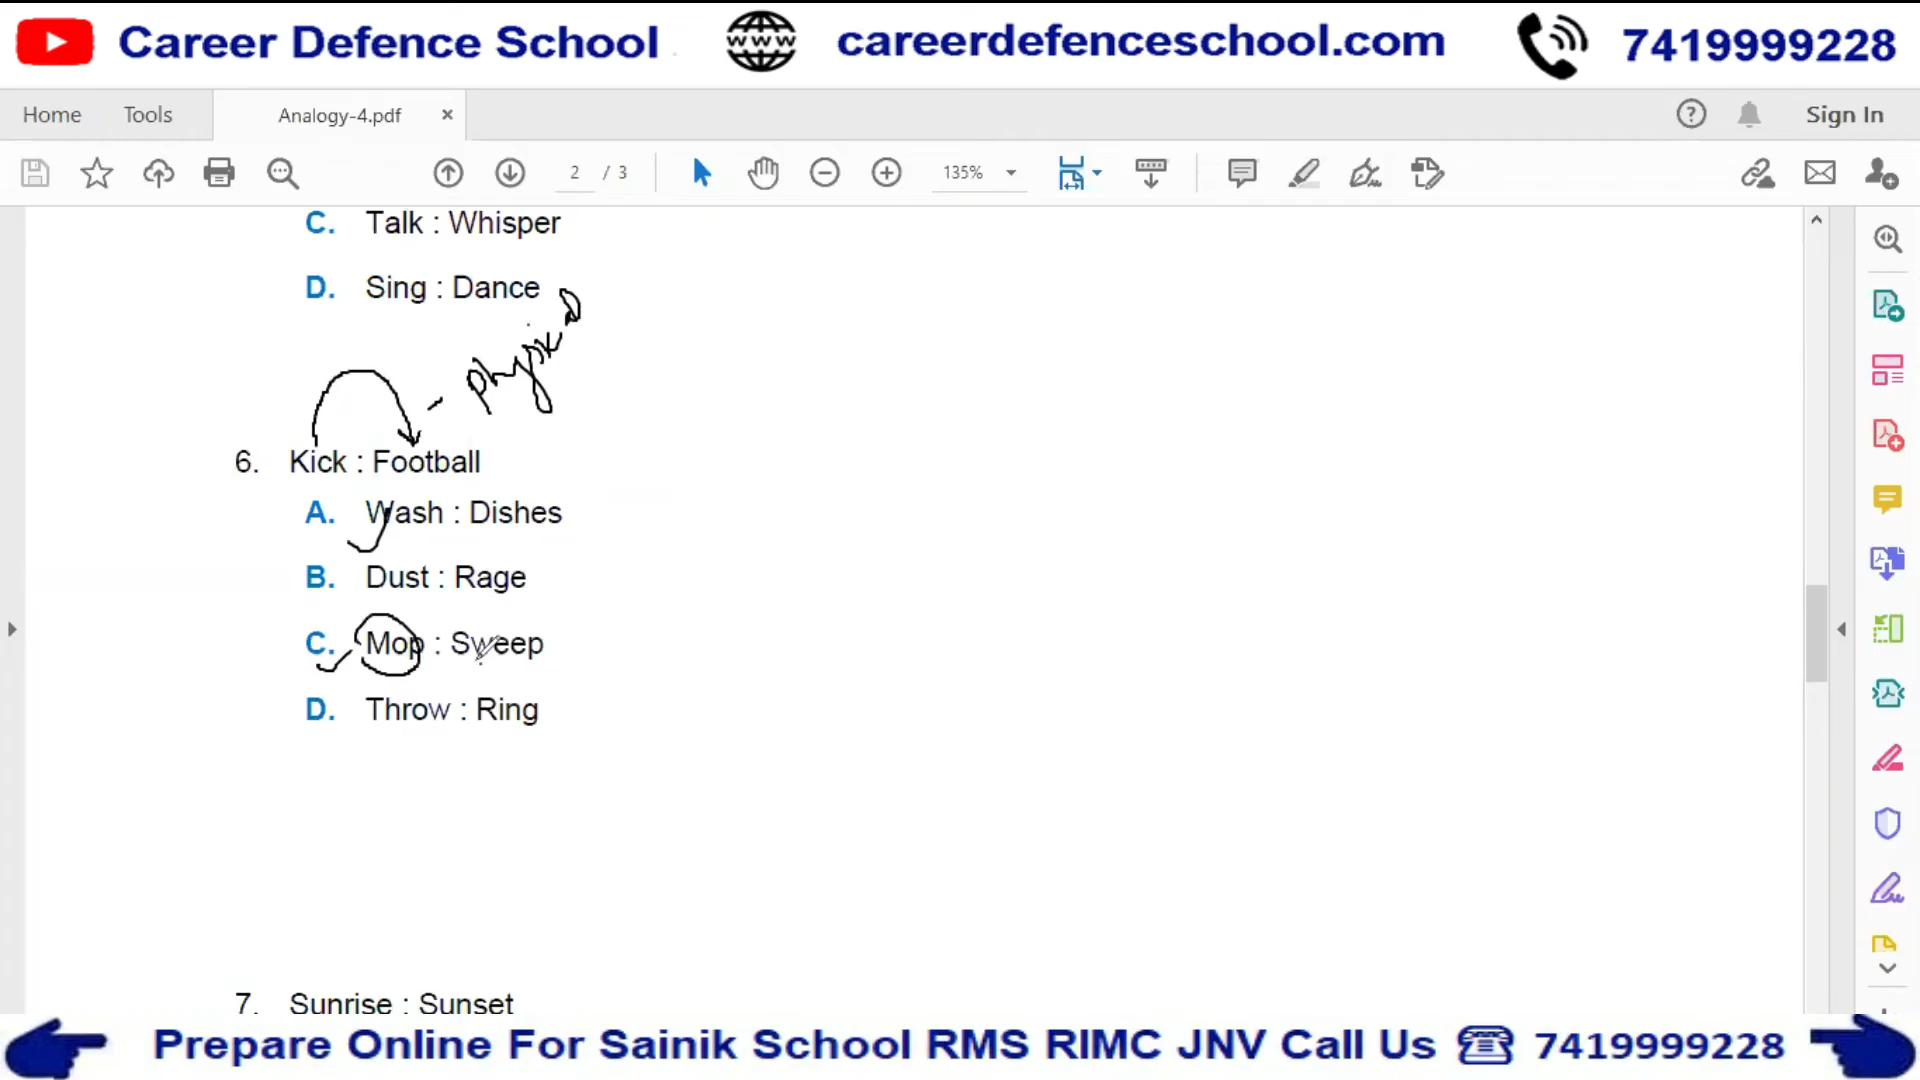 Career Defence School
www
careerdefenceschool.com
7419999228
Home
Tools
Analogy-4.pdf
×
Sign In
2 / 3
135%
C. Talk : Whisper
D. Sing : Dance
6. Kick : Football
A. Wash : Dishes
B. Dust : Rage
C. Mop : Sweep
D. Throw : Ring
7. Sunrise : Sunset
Prepare Online For Sainik School RMS RIMC JNV Call Us 7419999228